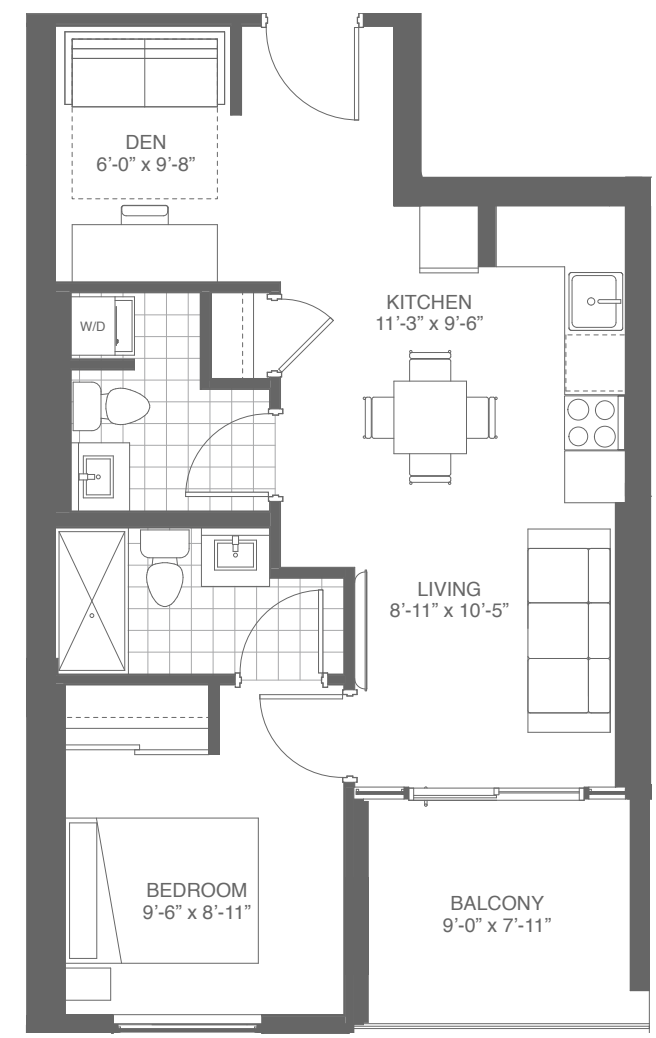 DEN
6’-0” x 9’-8”
KITCHEN
11’-3” x 9’-6”
W/D
LIVING
8’-11” x 10’-5”
BEDROOM
9’-6” x 8’-11”
BALCONY
9’-0” x 7’-11”